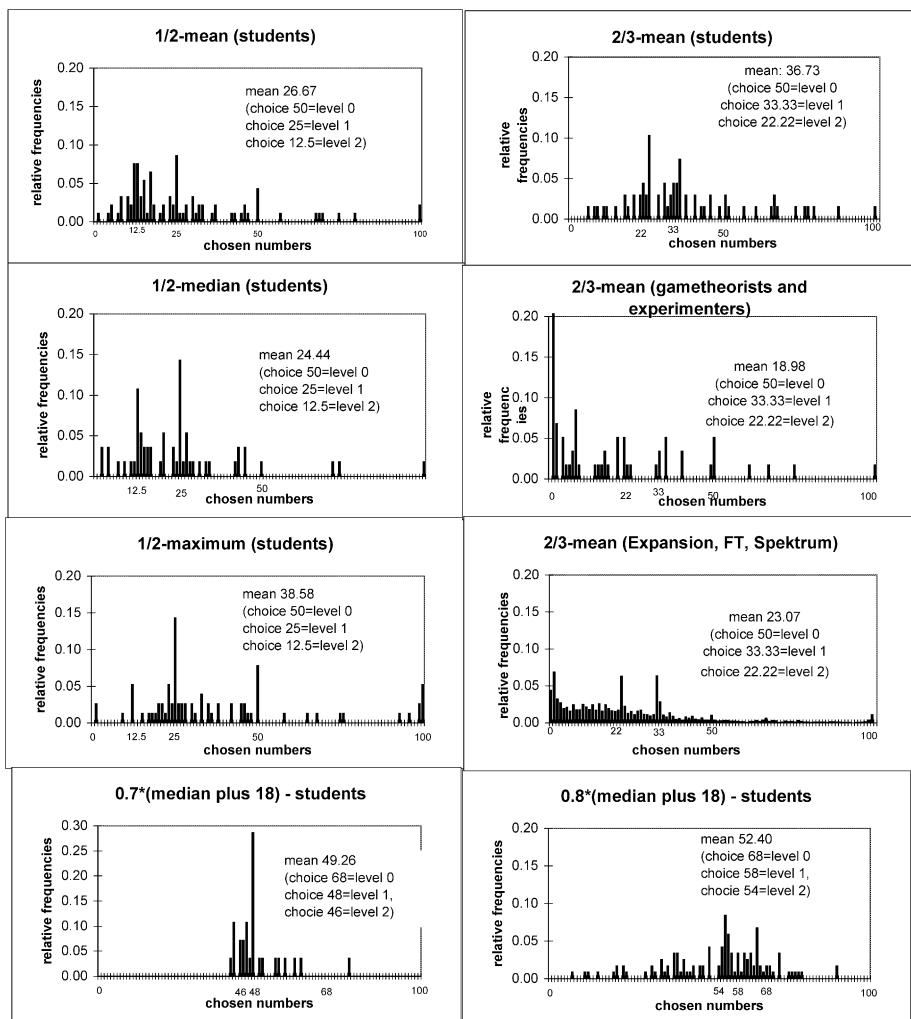 1/2-mean (students)
0.20
0.15
0.10
0.05
0.00
relative frequencies
mean 26.67
(choice 50=level 0
choice 25=level 1
choice 12.5=level 2)
0 12.5 25 50 100
chosen numbers
2/3-mean (students)
0.20
0.15
0.10
0.05
0.00
relative
frequencies
mean: 36.73
(choice 50=level 0
choice 33.33=level 1
choice 22.22=level 2)
0 22 33 50 100
chosen numbers
1/2-median (students)
0.20
0.15
0.10
0.05
0.00
relative frequencies
mean 24.44
(choice 50=level 0
choice 25=level 1
choice 12.5=level 2)
12.5 25 50
chosen numbers
2/3-mean (gametheorists and
experimenters)
0.20
0.15
0.10
0.05
0.00
relative
frequenc
ies
mean 18.98
(choice 50=level 0
choice 33.33=level 1
choice 22.22=level 2)
0 22 33 50 100
chosen numbers
1/2-maximum (students)
0.20
0.15
0.10
0.05
0.00
relative frequencies
mean 38.58
(choice 50=level 0
choice 25=level 1
choice 12.5=level 2)
0 12.5 25 50 100
chosen numbers
2/3-mean (Expansion, FT, Spektrum)
0.20
0.15
0.10
0.05
0.00
relative frequencies
mean 23.07
(choice 50=level 0
choice 33.33=level 1
choice 22.22=level 2)
0 22 33 50 100
chosen numbers
0.7*(median plus 18) - students
0.30
0.25
0.20
0.15
0.10
0.05
0.00
relative frequencies
mean 49.26
(choice 68=level 0
choice 48=level 1,
chocie 46=level 2)
0 46 48 68 100
chosen numbers
0.8*(median plus 18) - students
0.20
0.15
0.10
0.05
0.00
relative frequencies
mean 52.40
(choice 68=level 0
choice 58=level 1,
chocie 54=level 2)
0 54 58 68 100
chosen numbers